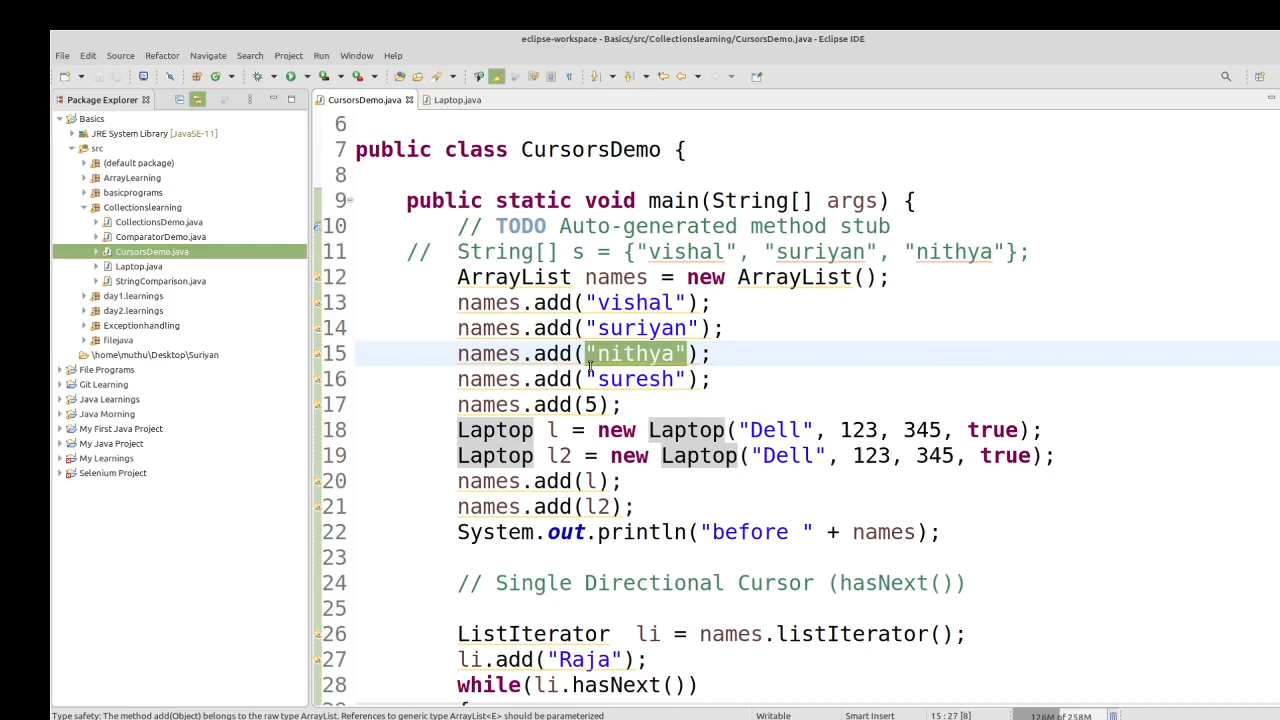 eclipse-workspace - Basics/src/Collectionslearning/CursorsDemo.java - Eclipse IDE
File Edit Source Refactor Navigate Search Project Run Window Help
Package Explorer
CursorsDemo.java
Laptop.java
Basics
JRE System Library [JavaSE-11]
src
(default package)
ArrayLearning
basicprograms
Collectionslearning
CollectionsDemo.java
ComparatorDemo.java
CursorsDemo.java
Laptop.java
StringComparison.java
day1.learnings
day2.learnings
Exceptionhandling
filejava
\home\muthu\Desktop\Suriyan
File Programs
Git Learning
Java Learnings
Java Morning
My First Java Project
My Java Project
My Learnings
Selenium Project
6
7 public class CursorsDemo {
8
9 public static void main(String[] args) {
10 // TODO Auto-generated method stub
11 // String[] s = {"vishal", "suriyan", "nithya"};
12 ArrayList names = new ArrayList();
13 names.add("vishal");
14 names.add("suriyan");
15 names.add("nithya");
16 names.add("suresh");
17 names.add(5);
18 Laptop l = new Laptop("Dell", 123, 345, true);
19 Laptop l2 = new Laptop("Dell", 123, 345, true);
20 names.add(l);
21 names.add(l2);
22 System.out.println("before " + names);
23
24 // Single Directional Cursor (hasNext())
25
26 ListIterator li = names.listIterator();
27 li.add("Raja");
28 while(li.hasNext())
Type safety: The method add(Object) belongs to the raw type ArrayList. References to generic type ArrayList<E> should be parameterized
Writable
Smart Insert
15 : 27 [8]
126M of 258M